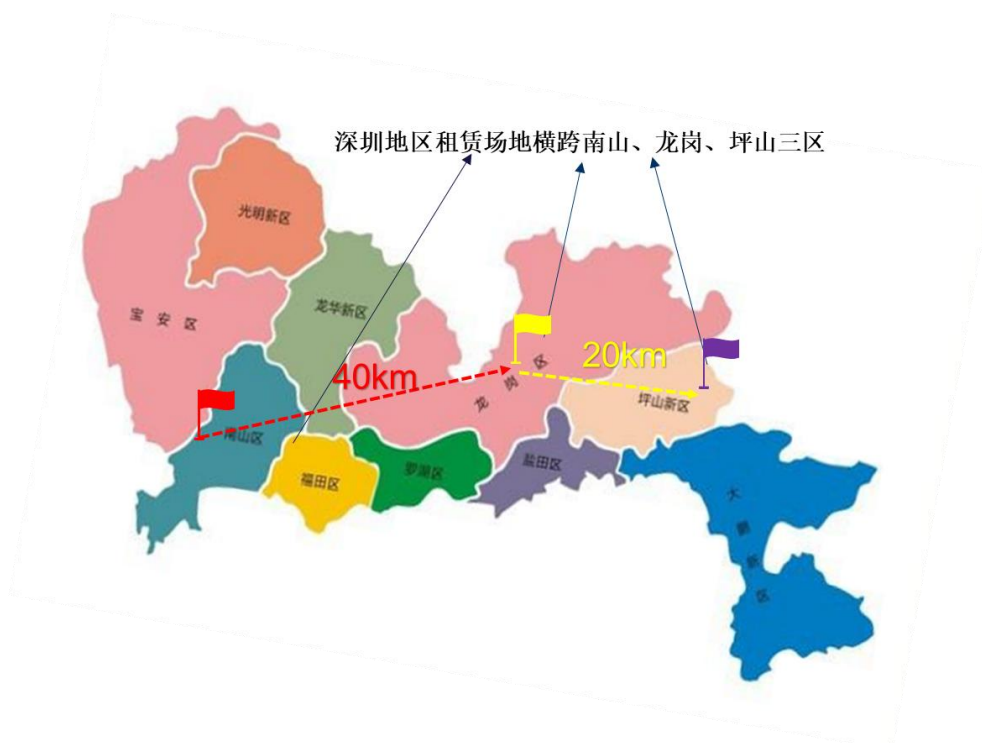 深圳地区租赁场地横跨南山、龙岗、坪山三区
光明新区
龙华新区
宝安区
20km
40km
龙岗区
坪山新区
南山区
福田区
罗湖区
盐田区
大鹏新区